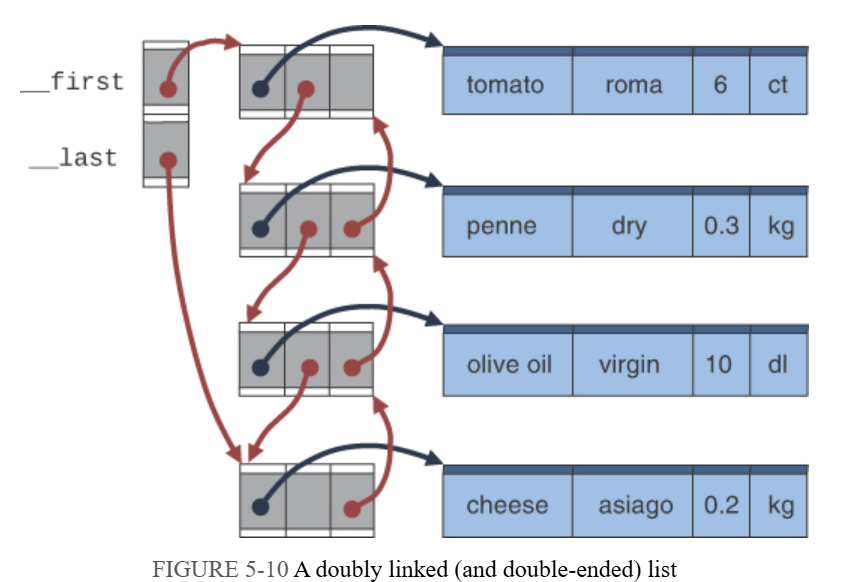 __first
tomato roma 6 ct
__last
penne dry 0.3 kg
olive oil virgin 10 dl
cheese asiago 0.2 kg
FIGURE 5-10 A doubly linked (and double-ended) list